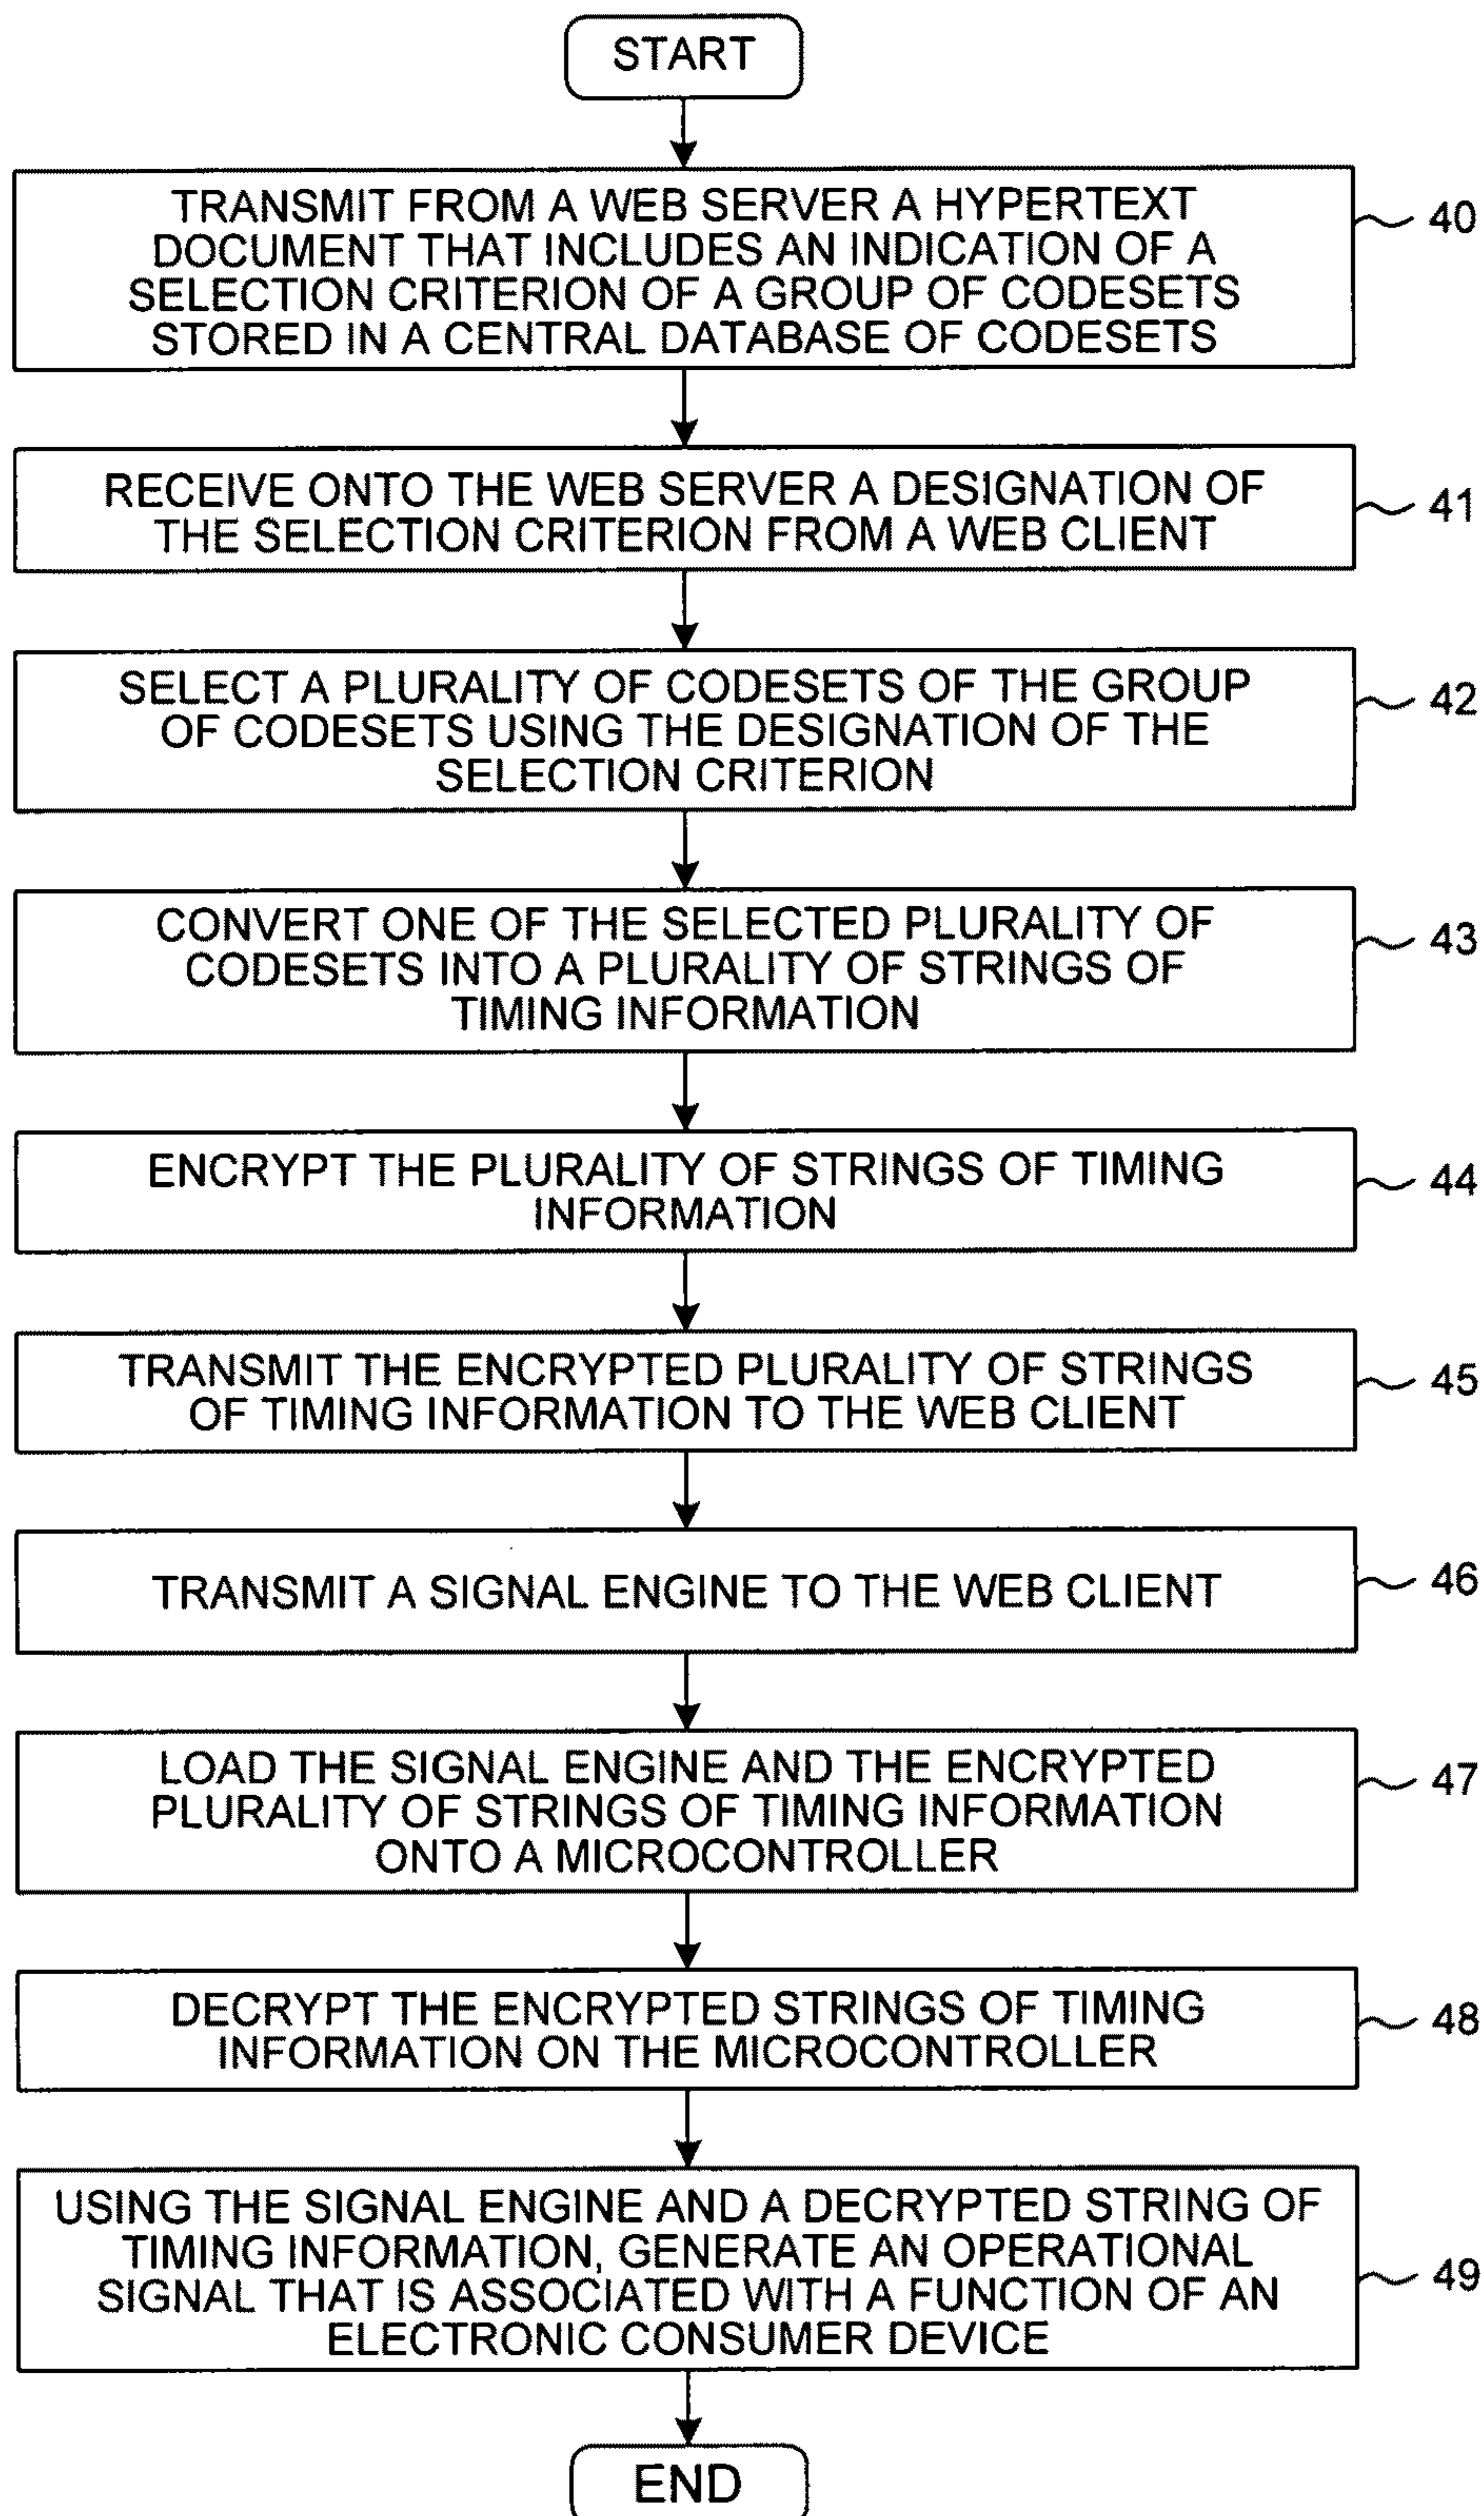 START
TRANSMIT FROM A WEB SERVER A HYPERTEXT
DOCUMENT THAT INCLUDES AN INDICATION OF A
SELECTION CRITERION OF A GROUP OF CODESETS
STORED IN A CENTRAL DATABASE OF CODESETS
40
RECEIVE ONTO THE WEB SERVER A DESIGNATION OF
THE SELECTION CRITERION FROM A WEB CLIENT
41
SELECT A PLURALITY OF CODESETS OF THE GROUP
OF CODESETS USING THE DESIGNATION OF THE
SELECTION CRITERION
42
CONVERT ONE OF THE SELECTED PLURALITY OF
CODESETS INTO A PLURALITY OF STRINGS OF
TIMING INFORMATION
43
ENCRYPT THE PLURALITY OF STRINGS OF TIMING
INFORMATION
44
TRANSMIT THE ENCRYPTED PLURALITY OF STRINGS
OF TIMING INFORMATION TO THE WEB CLIENT
45
TRANSMIT A SIGNAL ENGINE TO THE WEB CLIENT
46
LOAD THE SIGNAL ENGINE AND THE ENCRYPTED
PLURALITY OF STRINGS OF TIMING INFORMATION
ONTO A MICROCONTROLLER
47
DECRYPT THE ENCRYPTED STRINGS OF TIMING
INFORMATION ON THE MICROCONTROLLER
48
USING THE SIGNAL ENGINE AND A DECRYPTED STRING OF
TIMING INFORMATION, GENERATE AN OPERATIONAL
SIGNAL THAT IS ASSOCIATED WITH A FUNCTION OF AN
ELECTRONIC CONSUMER DEVICE
49
END